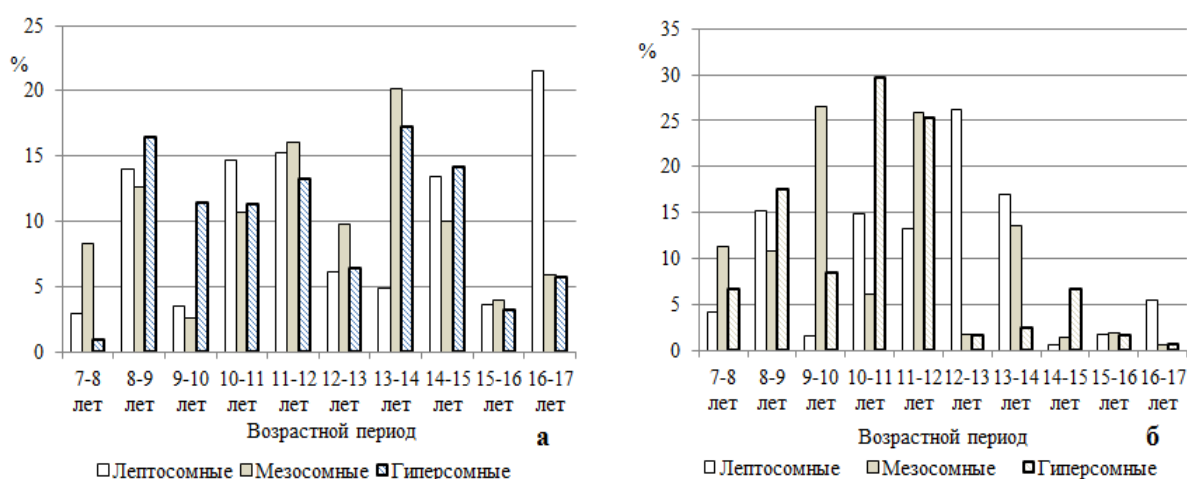 25
%
20
15
10
5
0
7-8 8-9 9-10 10-11 11-12 12-13 13-14 14-15 15-16 16-17
лет лет лет лет лет лет лет лет лет лет
Возрастной период а
Лептосомные Мезосомные Гиперсомные
35
%
30
25
20
15
10
5
0
7-8 8-9 9-10 10-11 11-12 12-13 13-14 14-15 15-16 16-17
лет лет лет лет лет лет лет лет лет лет
Возрастной период б
Лептосомные Мезосомные Гиперсомные